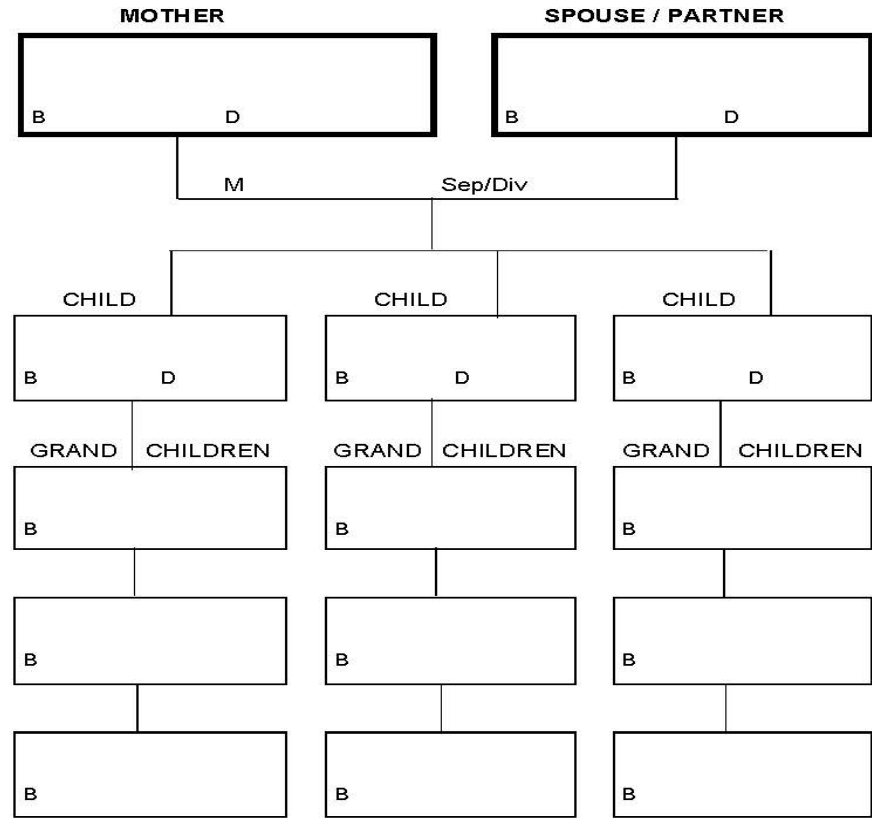 MOTHER SPOUSE / PARTNER
B D B D
M Sep/Div
CHILD CHILD CHILD
B D B D B D
GRAND CHILDREN GRAND CHILDREN GRAND CHILDREN
B B B
B B B
B B B